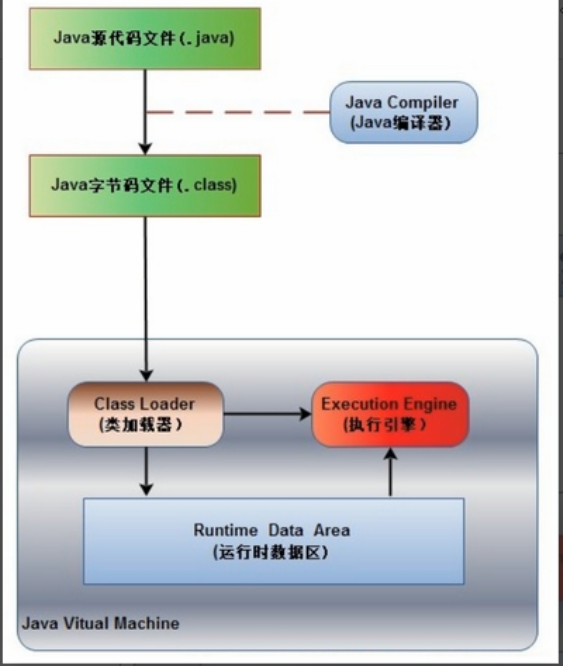 Java源代码文件(.java)
Java Compiler
(Java编译器)
Java字节码文件(.class)
Class Loader
(类加载器)
Execution Engine
(执行引擎)
Runtime Data Area
(运行时数据区)
Java Vitual Machine